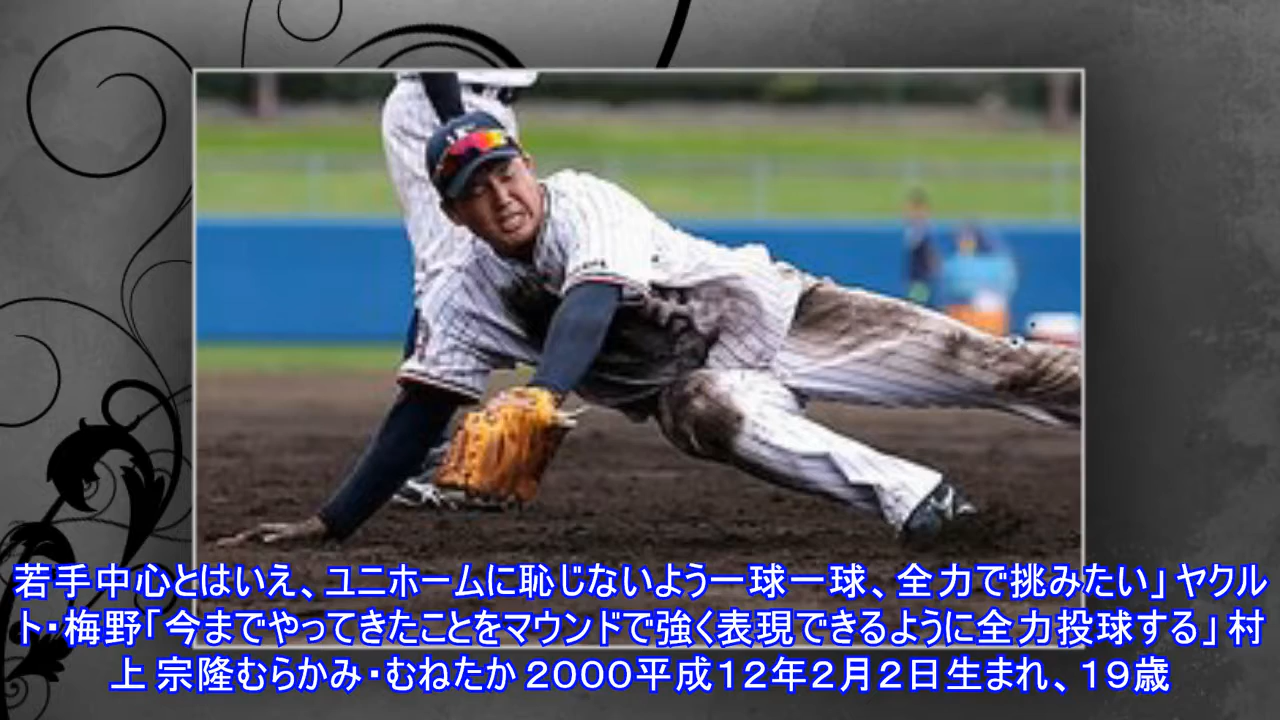 若手中心とはいえ、ユニホームに恥じないよう一球一球、全力で挑みたい」 ヤクル
ト・梅野「今までやってきたことをマウンドで強く表現できるように全力投球する」 村
上 宗隆むらかみ・むねたか ２０００平成１２年２月２日生まれ、１９歳